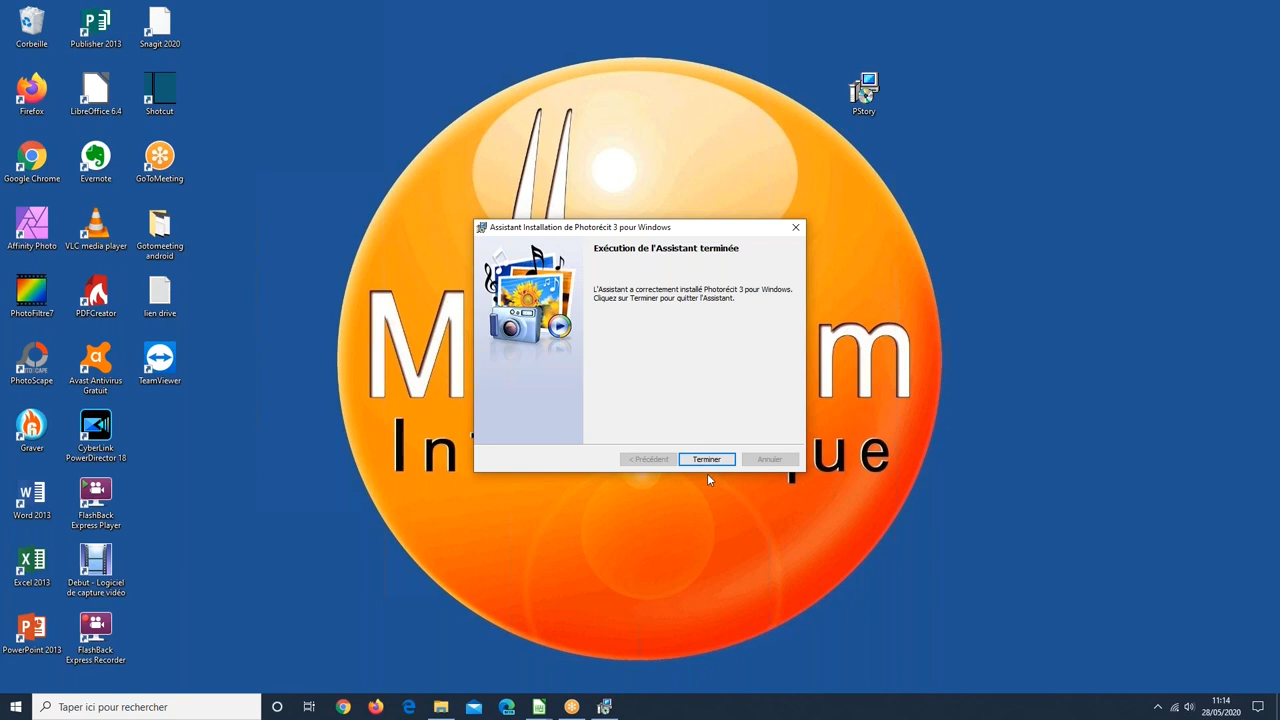 Corbeille
Publisher 2013
Snagit 2020
Firefox
LibreOffice 6.4
Shotcut
PStory
Google Chrome
Evernote
GoToMeeting
Affinity Photo
VLC media player
Gotomeeting
android
PhotoFiltre7
PDFCreator
lien drive
PhotoScape
Avast Antivirus
Gratuit
TeamViewer
Graver
CyberLink
PowerDirector 18
Word 2013
FlashBack
Express Player
Excel 2013
Debut - Logiciel
de capture vidéo
PowerPoint 2013
FlashBack
Express Recorder
Assistant Installation de Photorécit 3 pour Windows
Exécution de l'Assistant terminée
L'Assistant a correctement installé Photorécit 3 pour Windows.
Cliquez sur Terminer pour quitter l'Assistant.
< Précédent
Terminer
Annuler
M
m
In
que
Taper ici pour rechercher
11:14
28/05/2020